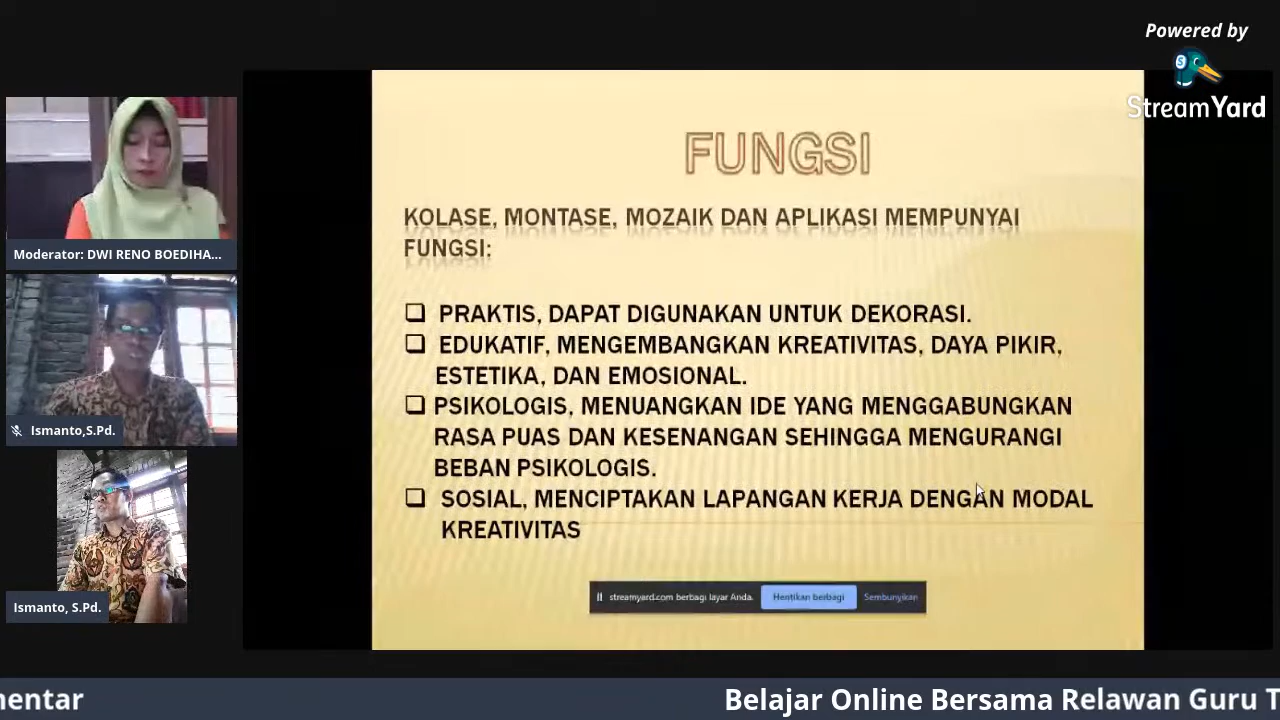 Powered by
StreamYard
FUNGSI
KOLASE, MONTASE, MOZAIK DAN APLIKASI MEMPUNYAI
FUNGSI:
PRAKTIS, DAPAT DIGUNAKAN UNTUK DEKORASI.
EDUKATIF, MENGEMBANGKAN KREATIVITAS, DAYA PIKIR,
ESTETIKA, DAN EMOSIONAL.
PSIKOLOGIS, MENUANGKAN IDE YANG MENGGABUNGKAN
RASA PUAS DAN KESENANGAN SEHINGGA MENGURANGI
BEBAN PSIKOLOGIS.
SOSIAL, MENCIPTAKAN LAPANGAN KERJA DENGAN MODAL
KREATIVITAS
streamyard.com berbagi layar Anda. Hentikan berbagi Sembunyikan
Moderator: DWI RENO BOEDIHA...
Ismanto,S.Pd.
Ismanto, S.Pd.
mentar Belajar Online Bersama Relawan Guru T